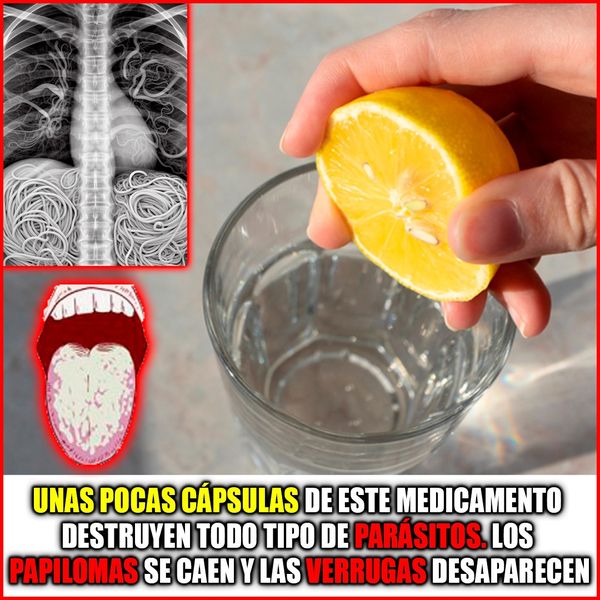 UNAS POCAS CÁPSULAS DE ESTE MEDICAMENTO
DESTRUYEN TODO TIPO DE PARÁSITOS. LOS
PAPILOMAS SE CAEN Y LAS VERRUGAS DESAPARECEN